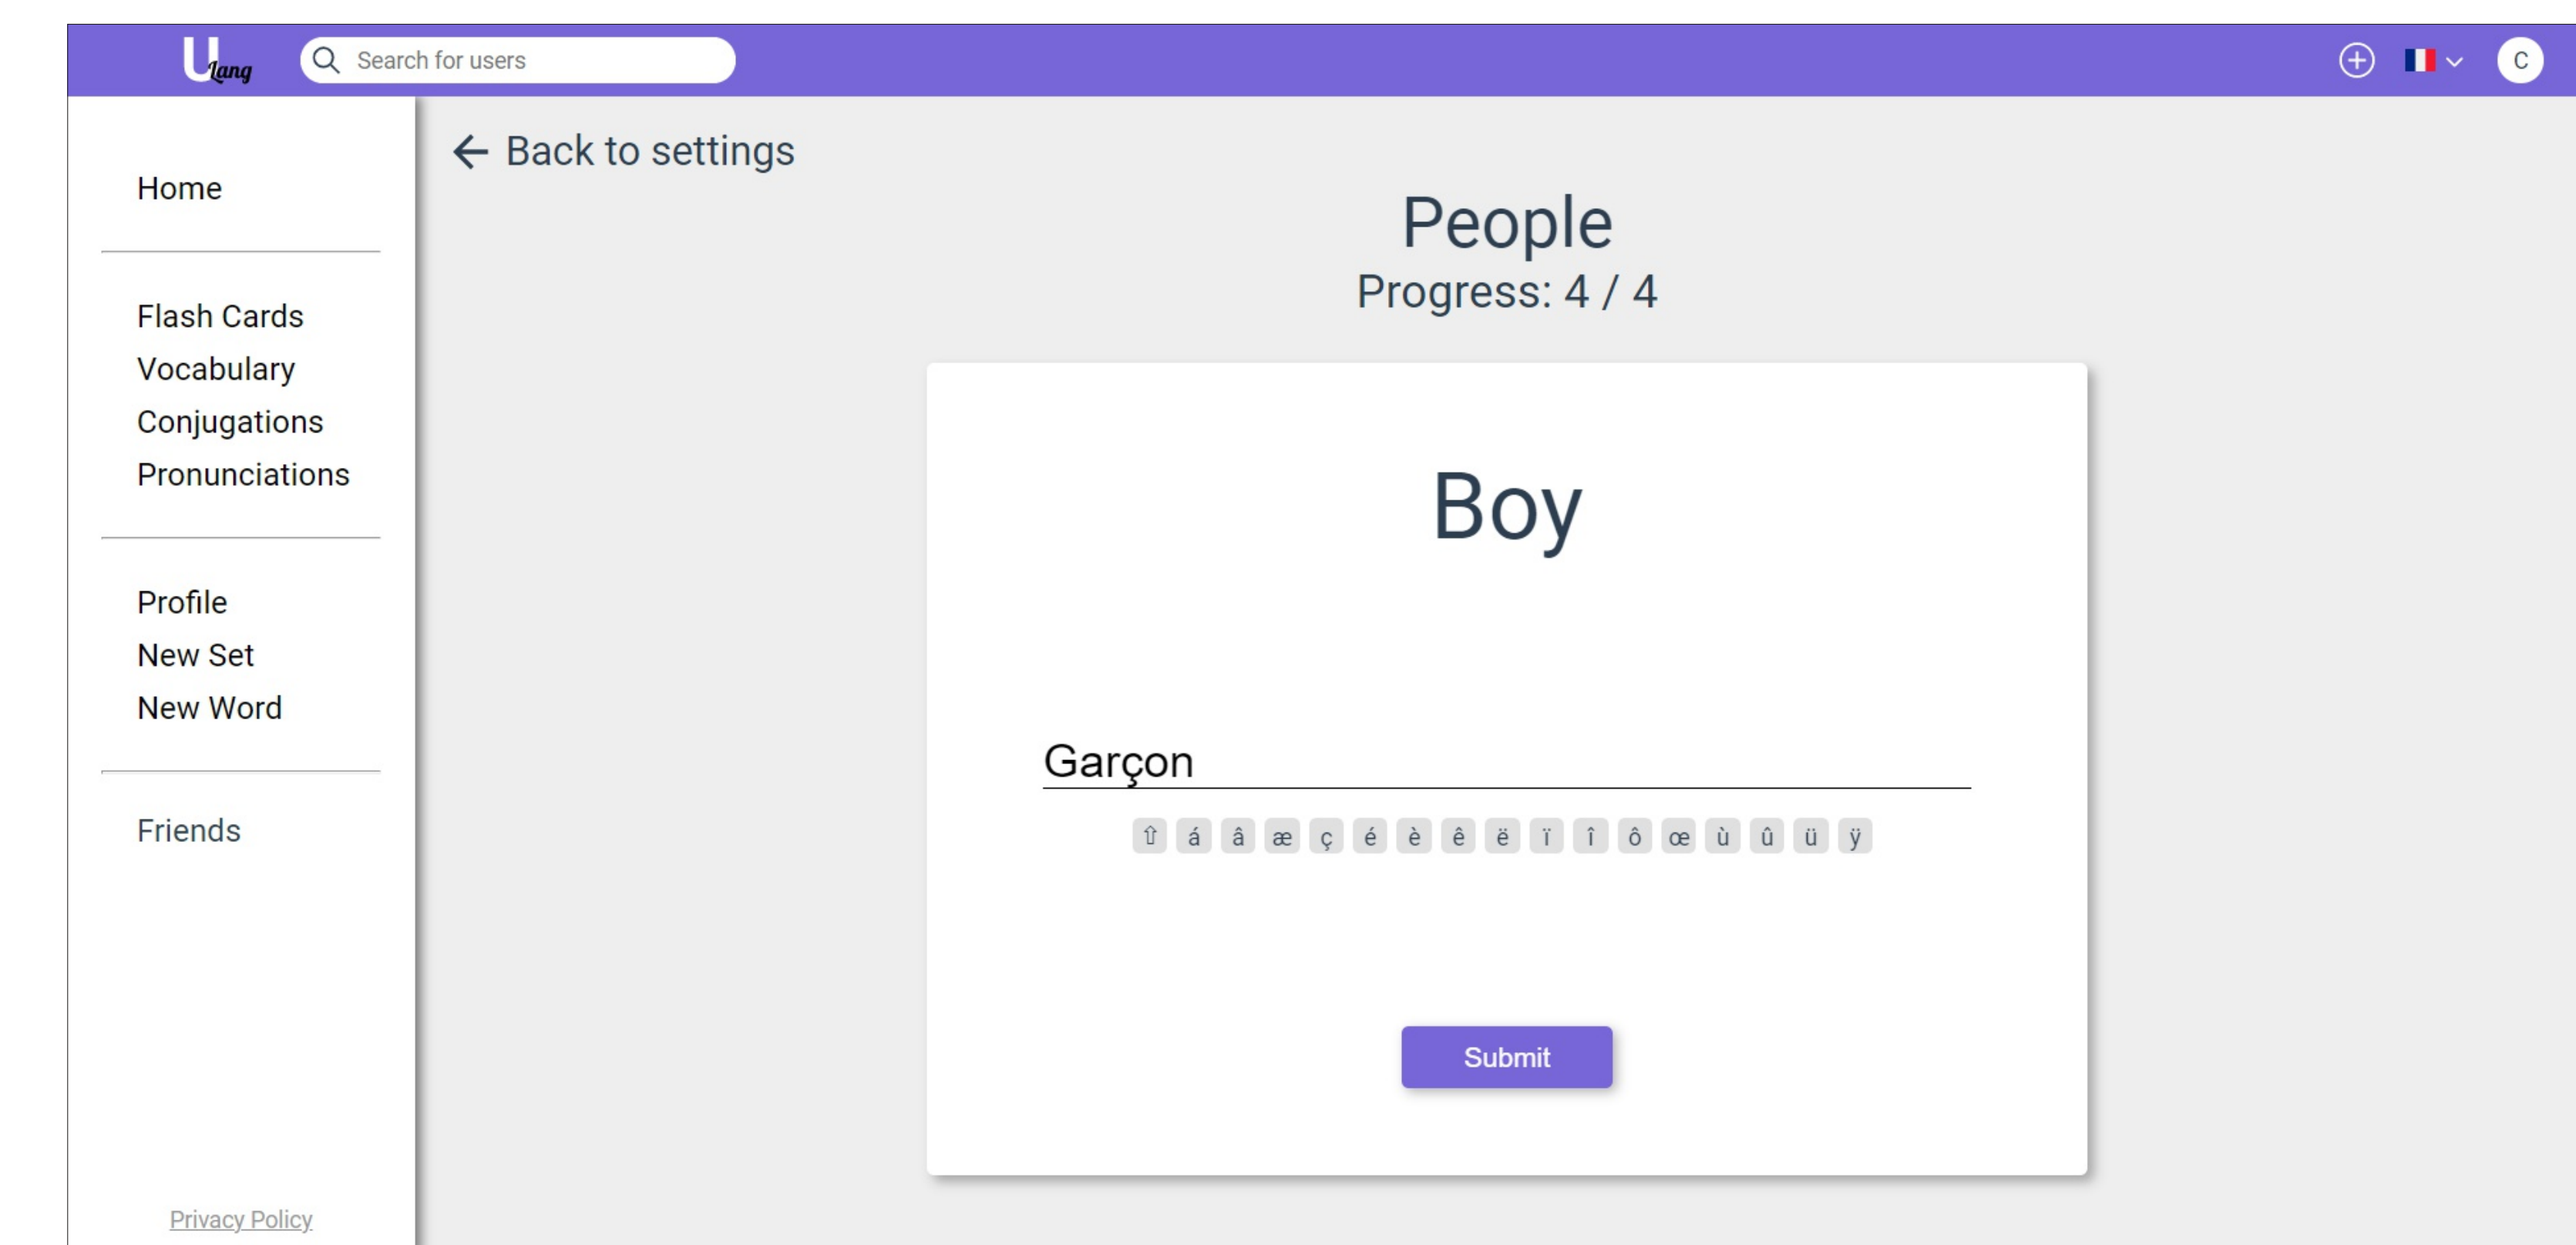 ULang
Search for users
C
Home
Flash Cards
Vocabulary
Conjugations
Pronunciations
Profile
New Set
New Word
Friends
Privacy Policy
← Back to settings
People
Progress: 4 / 4
Boy
Garçon
⇧ á â æ ç é è ê ë ï î ô œ ù û ü ÿ
Submit